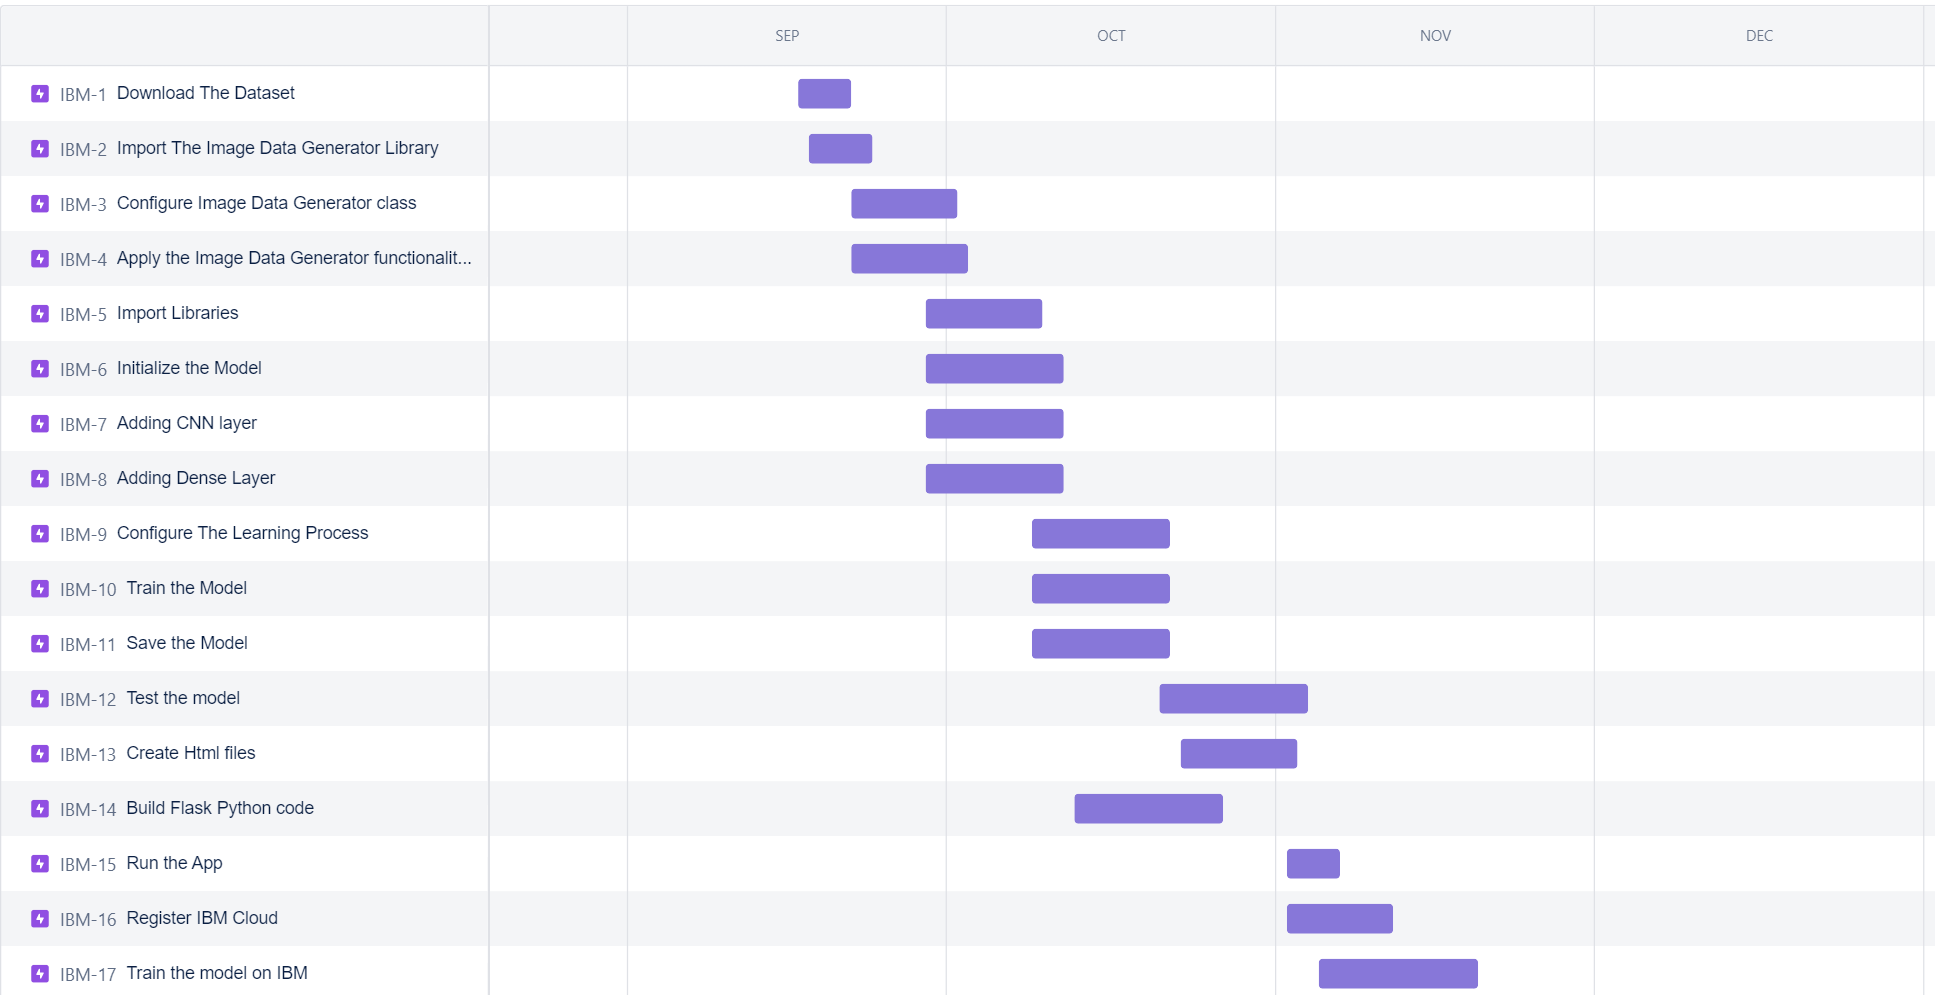 SEP OCT NOV DEC
IBM-1 Download The Dataset
IBM-2 Import The Image Data Generator Library
IBM-3 Configure Image Data Generator class
IBM-4 Apply the Image Data Generator functionalit...
IBM-5 Import Libraries
IBM-6 Initialize the Model
IBM-7 Adding CNN layer
IBM-8 Adding Dense Layer
IBM-9 Configure The Learning Process
IBM-10 Train the Model
IBM-11 Save the Model
IBM-12 Test the model
IBM-13 Create Html files
IBM-14 Build Flask Python code
IBM-15 Run the App
IBM-16 Register IBM Cloud
IBM-17 Train the model on IBM